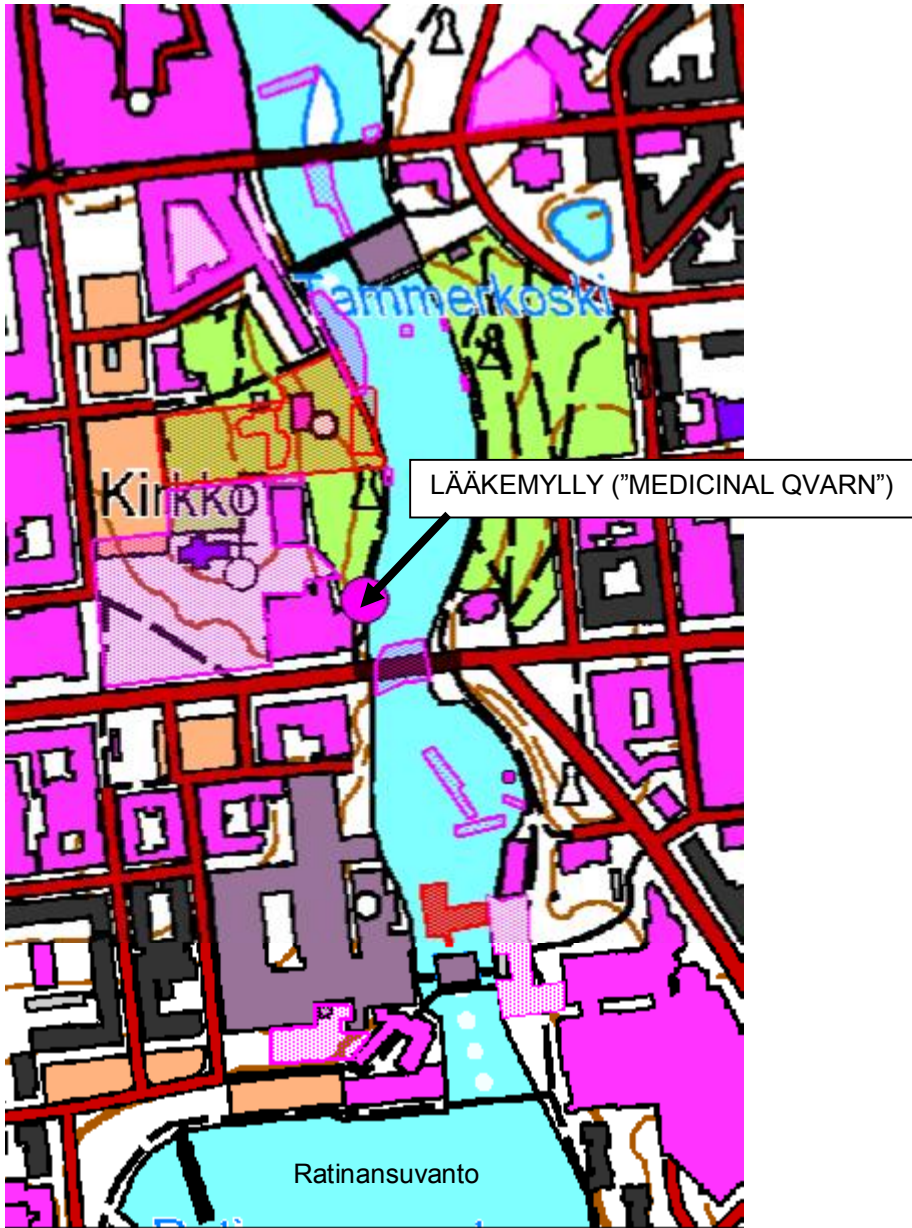 Tammerkoski
LÄÄKEMYLLY (”MEDICINAL QVARN”)
Kirkko
Ratinansuvanto